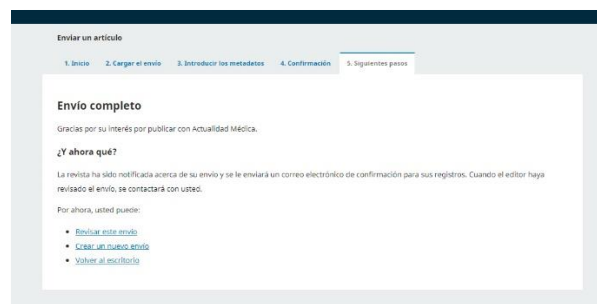 Enviar un artículo
1. Inicio 2. Cargar el envío 3. Introducir los metadatos 4. Confirmación 5. Siguientes pasos
Envío completo
Gracias por su interés por publicar con Actualidad Médica.
¿Y ahora qué?
La revista ha sido notificada acerca de su envío y se le enviará un correo electrónico de confirmación para sus registros. Cuando el editor haya
revisado el envío, se contactará con usted.
Por ahora, usted puede:
Revisar este envío
Crear un nuevo envío
Volver al escritorio